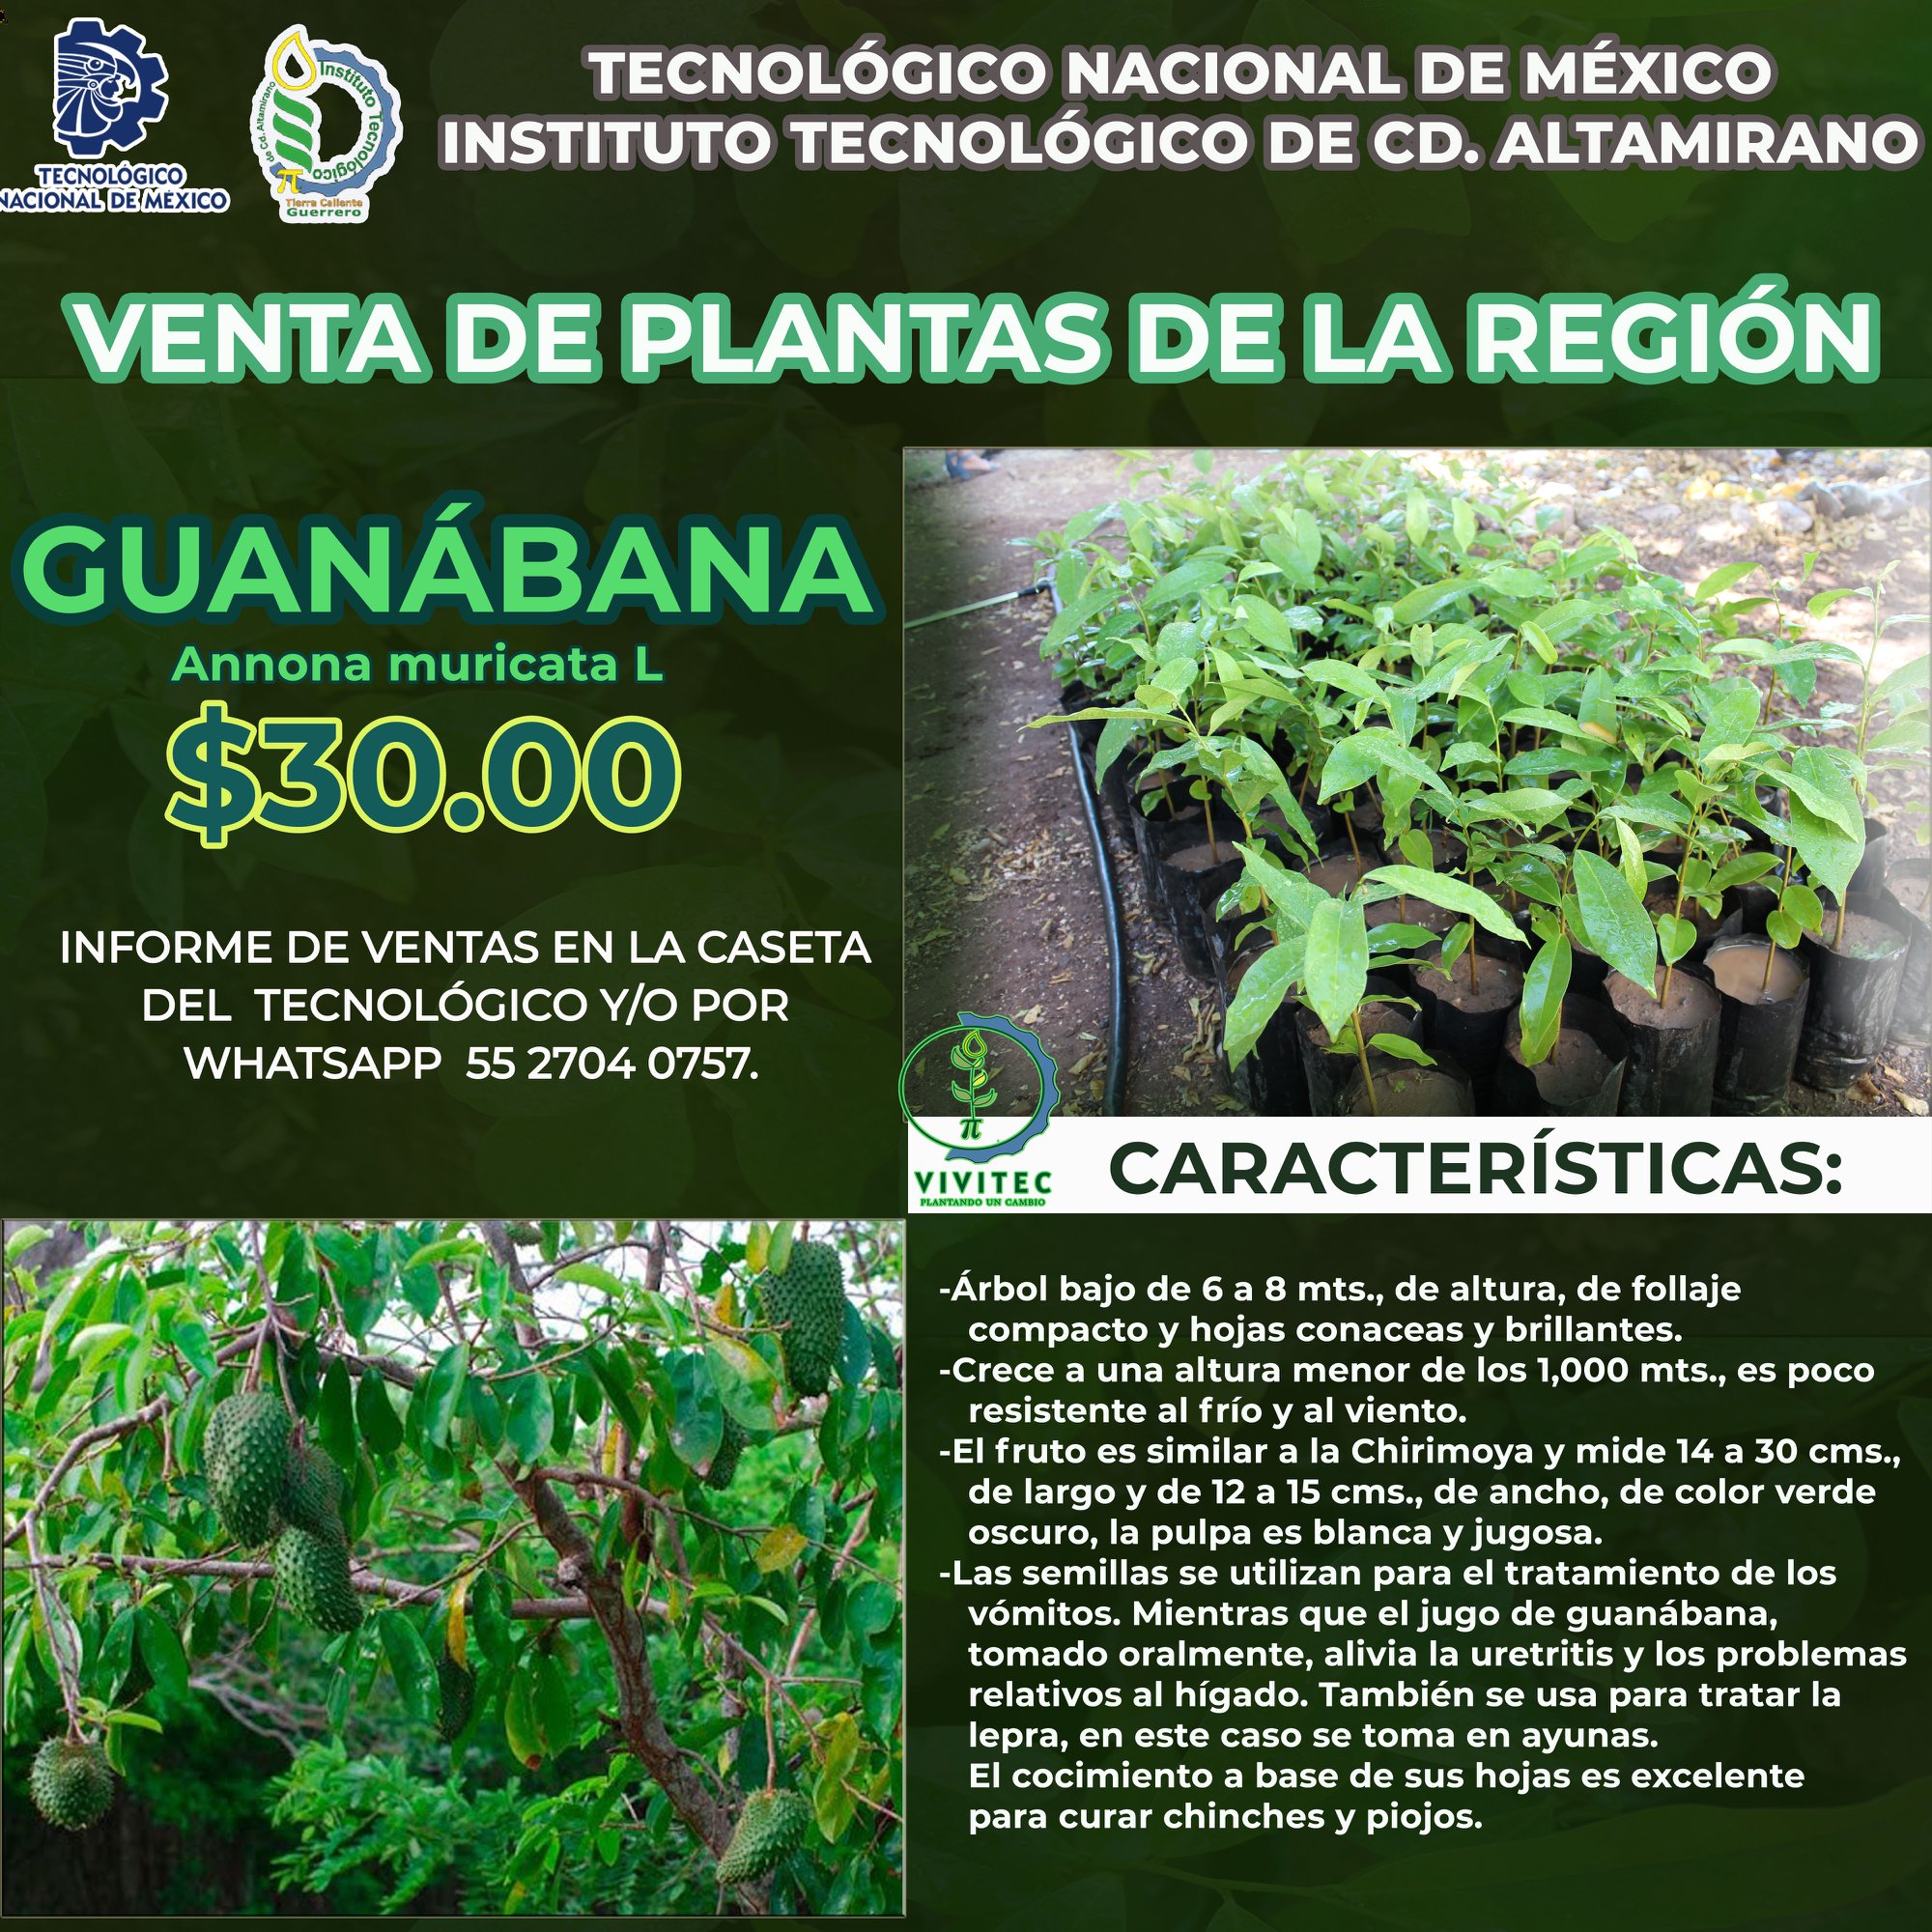 TECNOLÓGICO
NACIONAL DE MÉXICO
Instituto Tecnológico
de Cd. Altamirano
Tierra Caliente
Guerrero
TECNOLÓGICO NACIONAL DE MÉXICO
INSTITUTO TECNOLÓGICO DE CD. ALTAMIRANO
VENTA DE PLANTAS DE LA REGIÓN
GUANÁBANA
Annona muricata L
$30.00
INFORME DE VENTAS EN LA CASETA
DEL TECNOLÓGICO Y/O POR
WHATSAPP 55 2704 0757.
π
VIVITEC
PLANTANDO UN CAMBIO
CARACTERÍSTICAS:
-Árbol bajo de 6 a 8 mts., de altura, de follaje
compacto y hojas conaceas y brillantes.
-Crece a una altura menor de los 1,000 mts., es poco
resistente al frío y al viento.
-El fruto es similar a la Chirimoya y mide 14 a 30 cms.,
de largo y de 12 a 15 cms., de ancho, de color verde
oscuro, la pulpa es blanca y jugosa.
-Las semillas se utilizan para el tratamiento de los
vómitos. Mientras que el jugo de guanábana,
tomado oralmente, alivia la uretritis y los problemas
relativos al hígado. También se usa para tratar la
lepra, en este caso se toma en ayunas.
El cocimiento a base de sus hojas es excelente
para curar chinches y piojos.